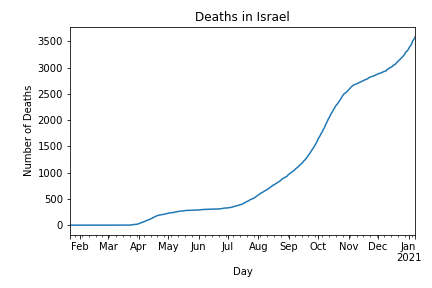 Deaths in Israel
3500
3000
2500
2000
1500
1000
500
0
Number of Deaths
Feb Mar Apr May Jun Jul Aug Sep Oct Nov Dec Jan
2021
Day